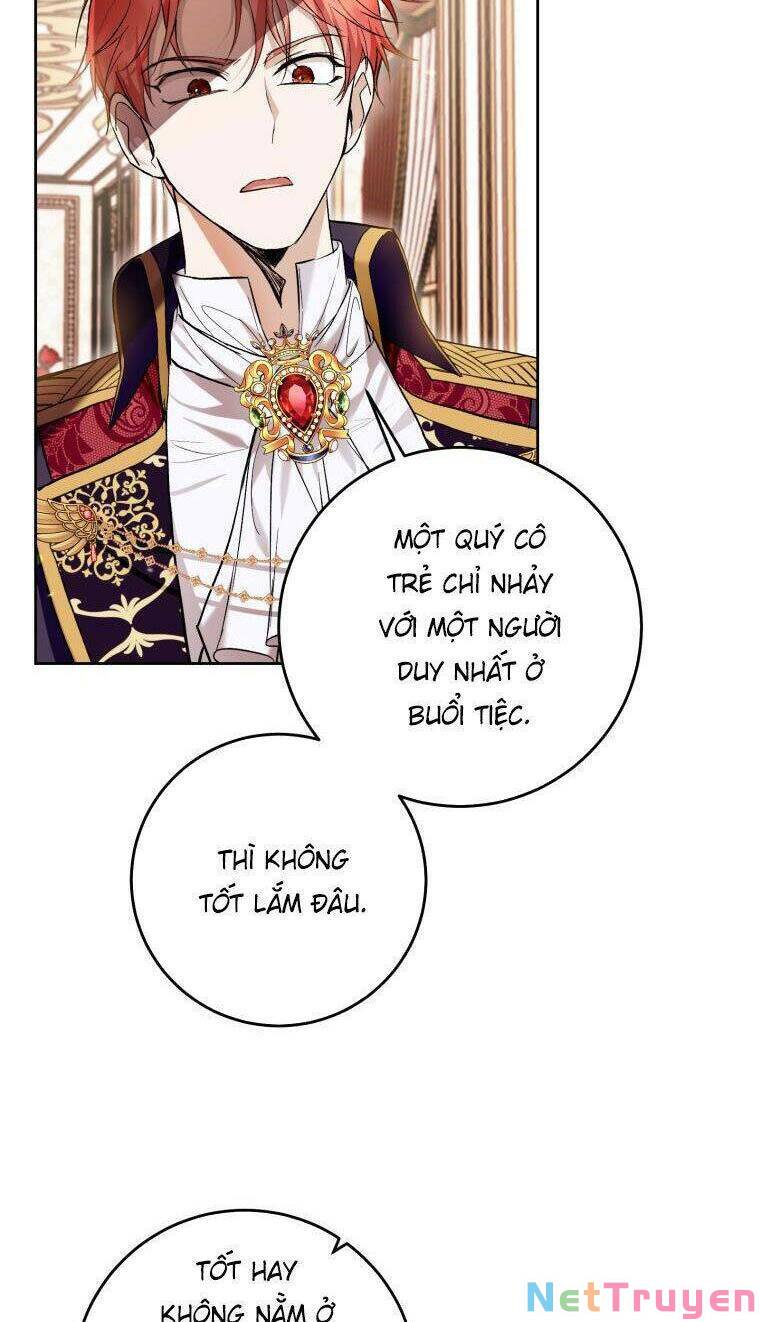 MỘT QUÝ CÔ
TRẺ CHỈ NHẢY
VỚI MỘT NGƯỜI
DUY NHẤT Ở
BUỔI TIỆC.
THÌ KHÔNG
TỐT LẮM ĐÂU.
TỐT HAY
KHÔNG NẰM Ở
NetTruyen